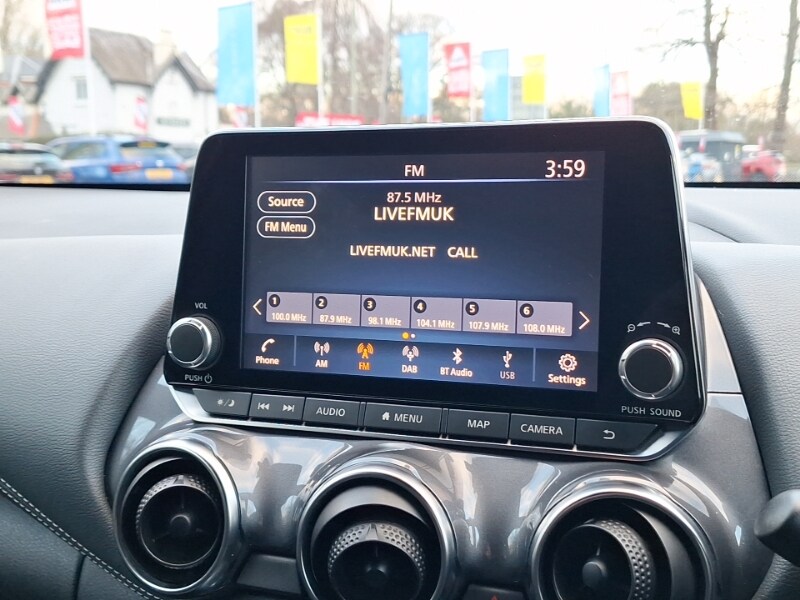 FM 3:59
Source
87.5 MHz
LIVEFMUK
FM Menu
LIVEFMUK.NET CALL
1 2 3 4 5 6
100.0 MHz 87.9 MHz 98.1 MHz 104.1 MHz 107.9 MHz 108.0 MHz
Phone AM FM DAB BT Audio USB Settings
VOL
PUSH
PUSH SOUND
AUDIO MENU MAP CAMERA